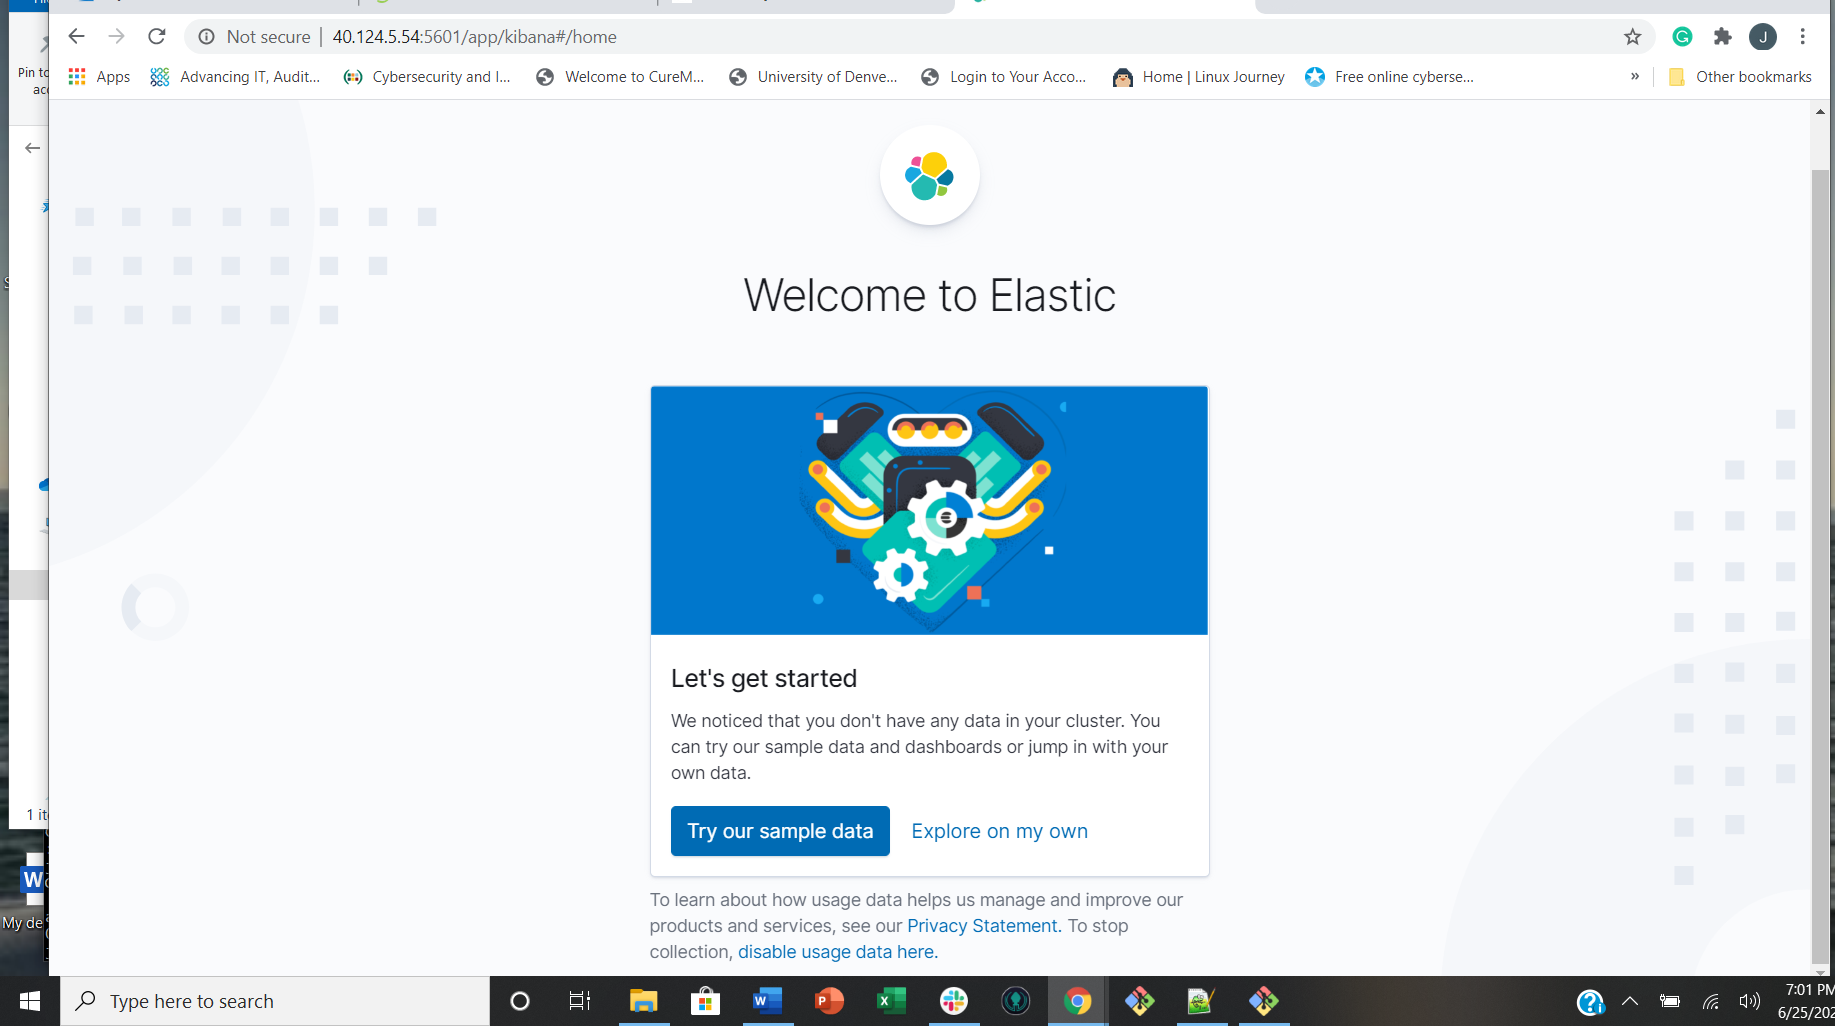 Not secure | 40.124.5.54:5601/app/kibana#/home
J
Apps Advancing IT, Audit... Cybersecurity and I... Welcome to CureM... University of Denve... Login to Your Acco... Home | Linux Journey Free online cyberse... » Other bookmarks
Pin to
acc
Welcome to Elastic
Let's get started
We noticed that you don't have any data in your cluster. You
can try our sample data and dashboards or jump in with your
own data.
Try our sample data Explore on my own
1 it
To learn about how usage data helps us manage and improve our
products and services, see our Privacy Statement. To stop
collection, disable usage data here.
My de
Type here to search
7:01 PM
6/25/202